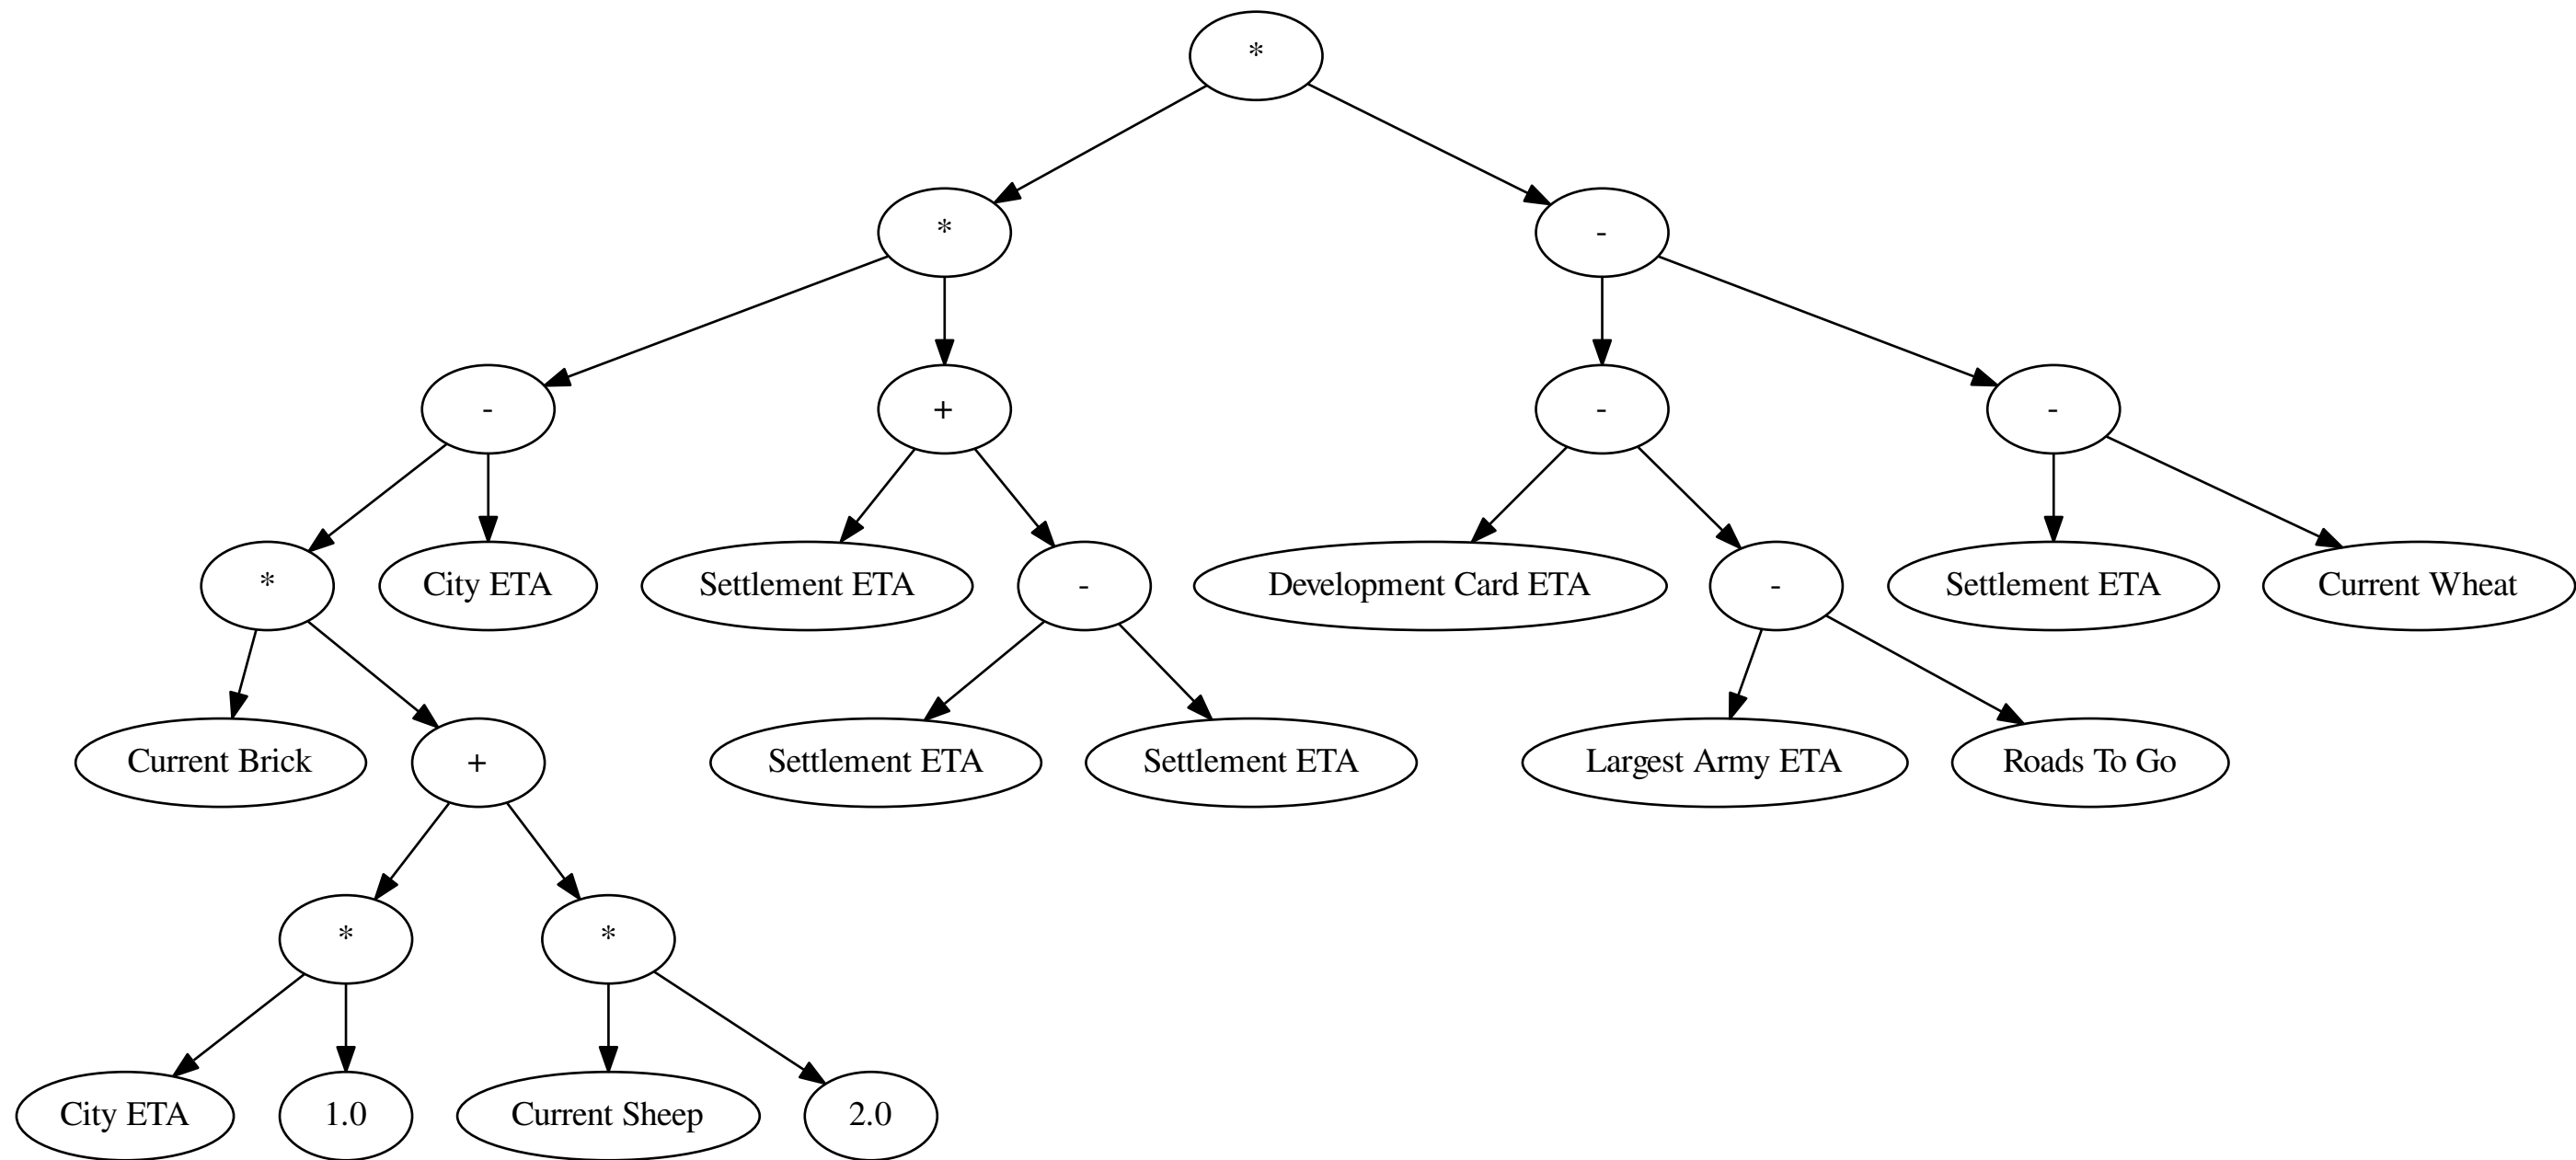 *
*
-
-
+
-
-
*
City ETA
Settlement ETA
-
Development Card ETA
-
Settlement ETA
Current Wheat
Current Brick
+
Settlement ETA
Settlement ETA
Largest Army ETA
Roads To Go
*
*
City ETA
1.0
Current Sheep
2.0